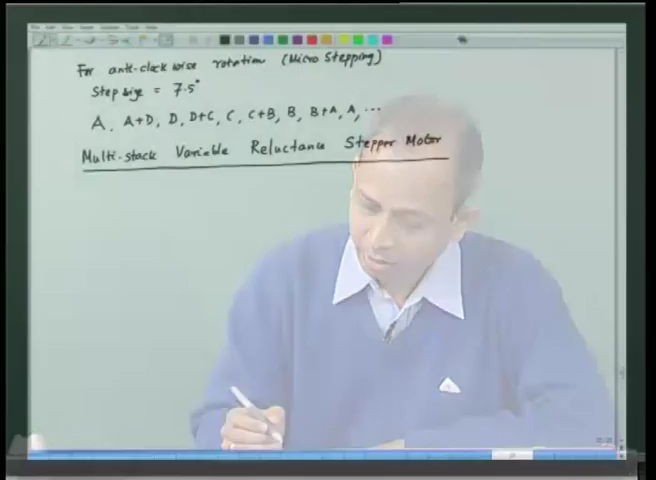 For anti-clock wise rotation (Micro Stepping)
Step size = 7.5°
A, A+D, D, D+C, C, C+B, B, B+A, A, ...
Multi-stack Variable Reluctance Stepper Motor